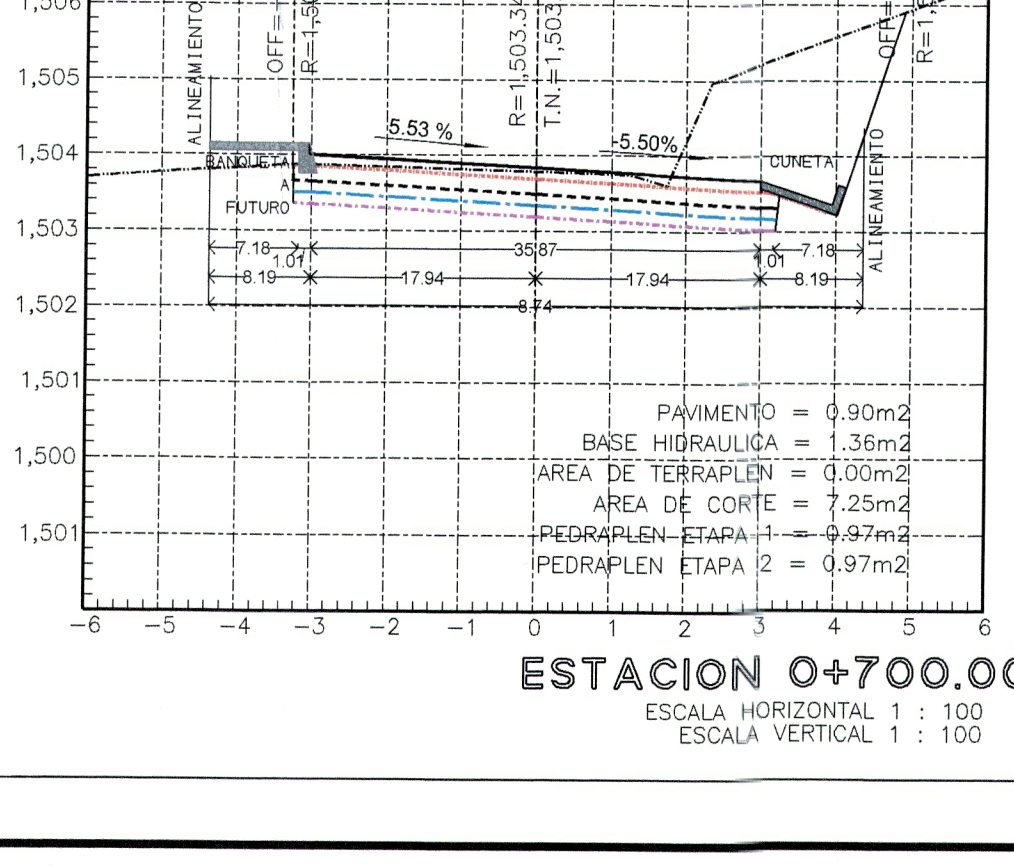 1,506
1,505
1,504
1,503
1,502
1,501
1,500
1,501
ALINEAMIENTO
OFF=
R=1,50
R=1,503.34
T.N.=1,503
OFF=
R=1,5
-5.53 %
-5.50%
BANQUETA
A
FUTURO
CUNETA
ALINEAMIENTO
7.18
1.01
35.87
1.01
7.18
8.19
17.94
17.94
8.19
8.74
PAVIMENTO = 0.90m2
BASE HIDRAULICA = 1.36m2
AREA DE TERRAPLEN = 0.00m2
AREA DE CORTE = 7.25m2
PEDRAPLEN ETAPA 1 = 0.97m2
PEDRAPLEN ETAPA 2 = 0.97m2
-6 -5 -4 -3 -2 -1 0 1 2 3 4 5 6
ESTACION 0+700.00
ESCALA HORIZONTAL 1 : 100
ESCALA VERTICAL 1 : 100